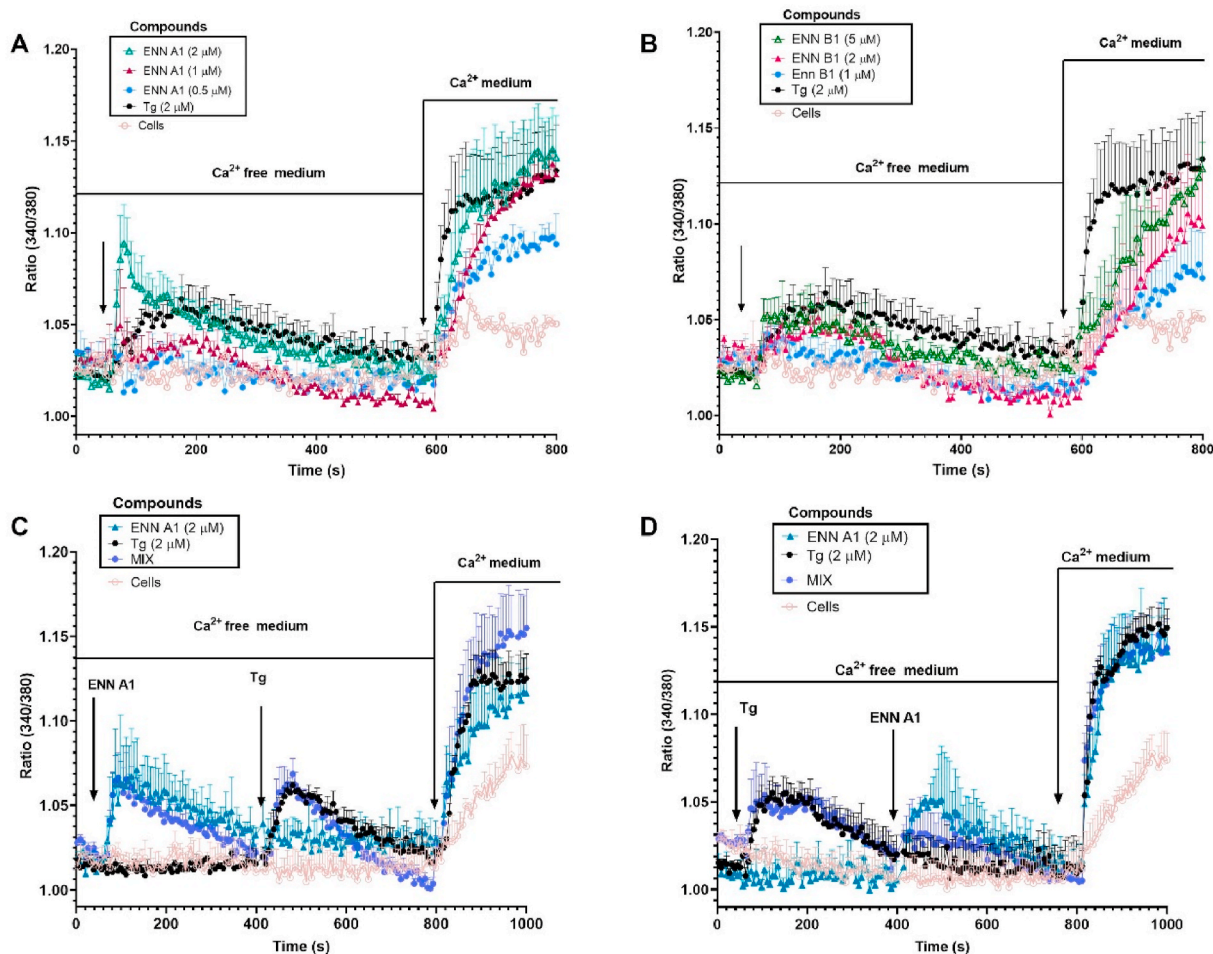 A
Compounds
ENN A1 (2 μM)
ENN A1 (1 μM)
ENN A1 (0.5 μM)
Tg (2 μM)
Cells
Ca2+ medium
Ca2+ free medium
1.20
1.15
1.10
1.05
1.00
Ratio (340/380)
0
200
400
600
800
Time (s)
B
Compounds
ENN B1 (5 μM)
ENN B1 (2 μM)
Enn B1 (1 μM)
Tg (2 μM)
Cells
Ca2+ medium
Ca2+ free medium
1.20
1.15
1.10
1.05
1.00
Ratio (340/380)
0
200
400
600
800
Time (s)
C
Compounds
ENN A1 (2 μM)
Tg (2 μM)
MIX
Cells
Ca2+ medium
Ca2+ free medium
ENN A1
Tg
1.20
1.15
1.10
1.05
1.00
Ratio (340/380)
0
200
400
600
800
1000
Time (s)
D
Compounds
ENN A1 (2 μM)
Tg (2 μM)
MIX
Cells
Ca2+ medium
Ca2+ free medium
Tg
ENN A1
1.20
1.15
1.10
1.05
1.00
Ratio (340/380)
0
200
400
600
800
1000
Time (s)